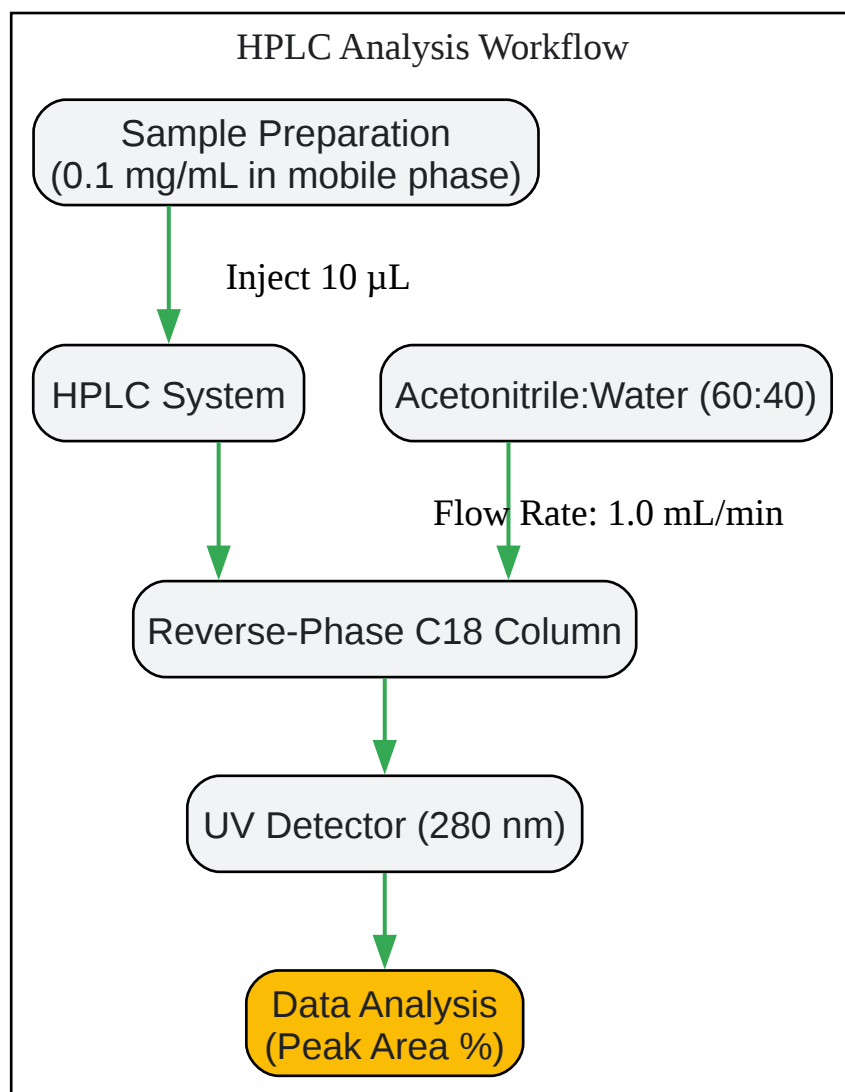 HPLC Analysis Workflow
Sample Preparation
(0.1 mg/mL in mobile phase)
Inject 10 µL
HPLC System
Acetonitrile:Water (60:40)
Flow Rate: 1.0 mL/min
Reverse-Phase C18 Column
UV Detector (280 nm)
Data Analysis
(Peak Area %)